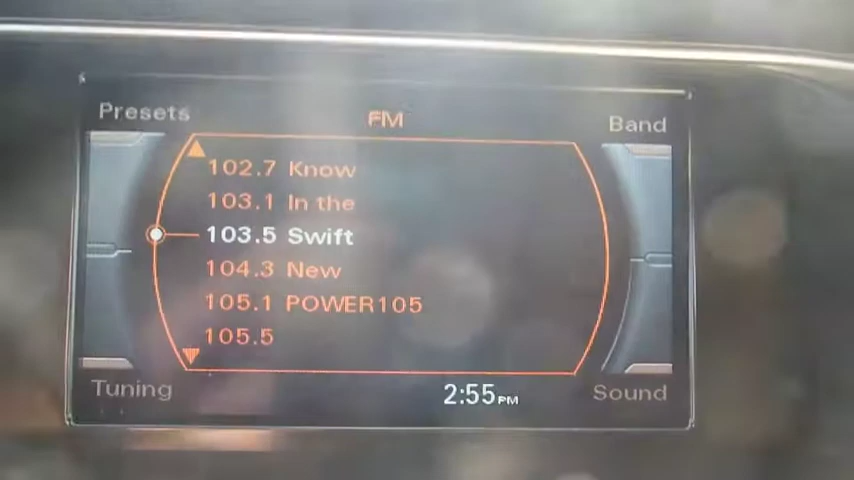 Presets
FM
Band
102.7 Know
103.1 In the
103.5 Swift
104.3 New
105.1 POWER105
105.5
Tuning
2:55PM
Sound